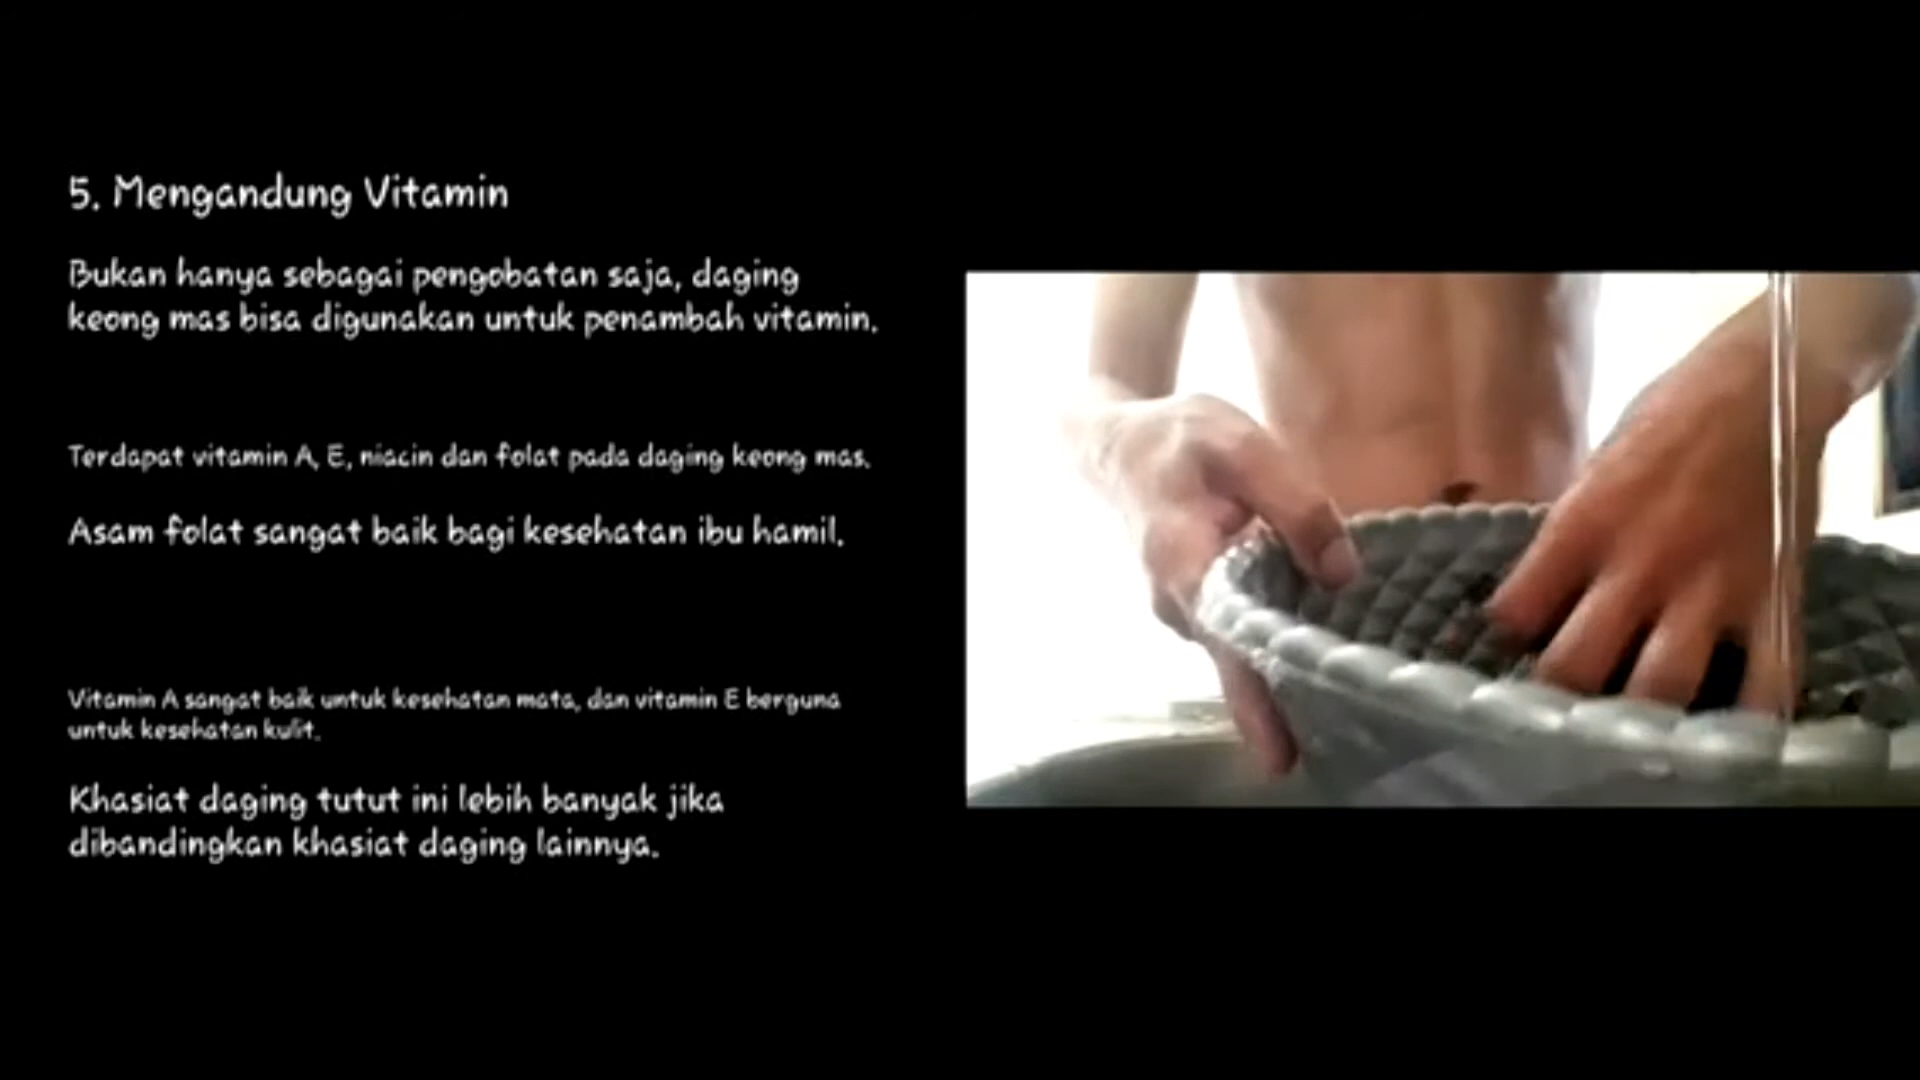 5. Mengandung Vitamin
Bukan hanya sebagai pengobatan saja, daging
keong mas bisa digunakan untuk penambah vitamin.
Terdapat vitamin A, E, niacin dan folat pada daging keong mas.
Asam folat sangat baik bagi kesehatan ibu hamil.
Vitamin A sangat baik untuk kesehatan mata, dan vitamin E berguna
untuk kesehatan kulit.
Khasiat daging tutut ini lebih banyak jika
dibandingkan khasiat daging lainnya.